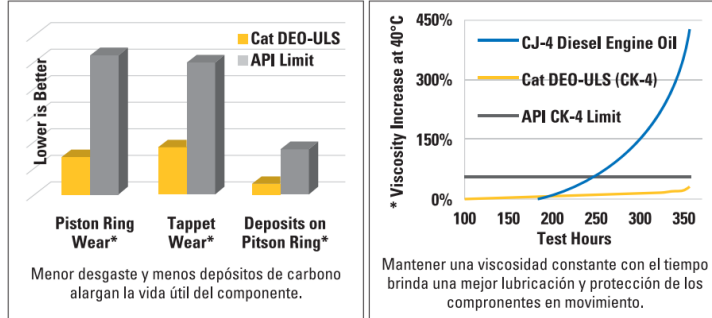 Lower is Better
Cat DEO-ULS
API Limit
Piston Ring
Wear*
Tappet
Wear*
Deposits on
Pitson Ring*
Menor desgaste y menos depósitos de carbono
alargan la vida útil del componente.
* Viscosity Increase at 40°C
450%
300%
150%
0%
CJ-4 Diesel Engine Oil
Cat DEO-ULS (CK-4)
API CK-4 Limit
100 150 200 250 300 350
Test Hours
Mantener una viscosidad constante con el tiempo
brinda una mejor lubricación y protección de los
compronentes en movimiento.